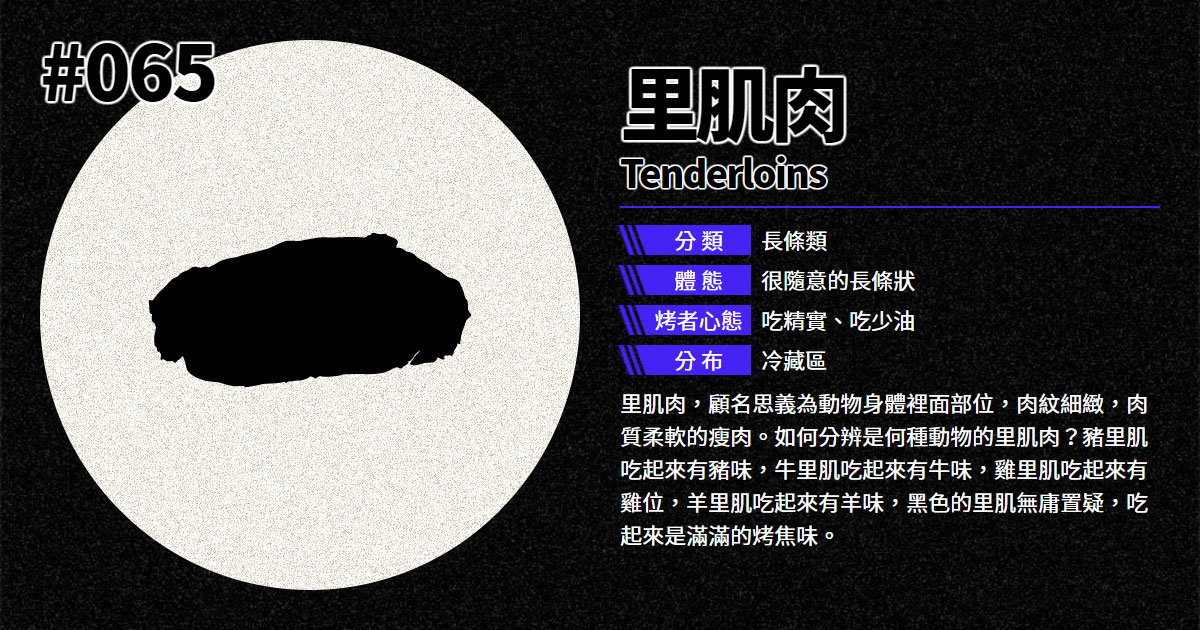 #065
里肌肉
Tenderloins
分類 長條類
體態 很隨意的長條狀
烤者心態 吃精實、吃少油
分布 冷藏區
里肌肉，顧名思義為動物身體裡面部位，肉紋細緻，肉
質柔軟的瘦肉。如何分辨是何種動物的里肌肉？豬里肌
吃起來有豬味，牛里肌吃起來有牛味，雞里肌吃起來有
雞位，羊里肌吃起來有羊味，黑色的里肌無庸置疑，吃
起來是滿滿的烤焦味。